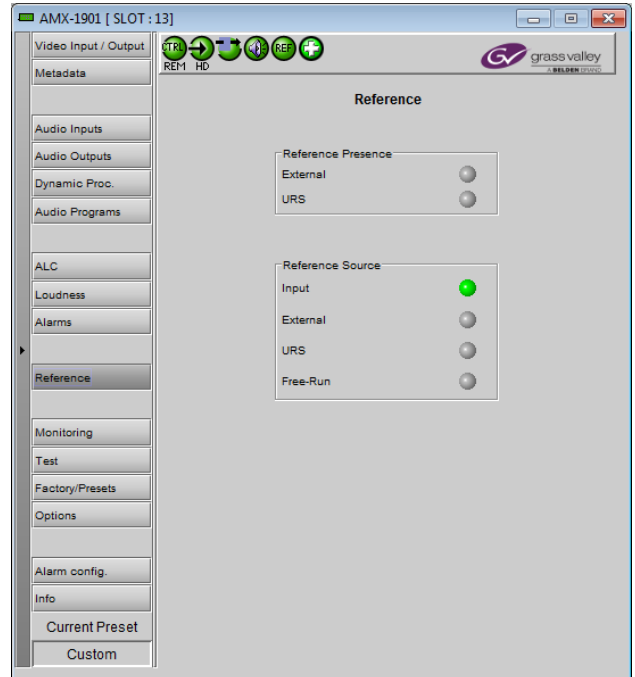 AMX-1901 [ SLOT : 13]
Video Input / Output
Metadata
Audio Inputs
Audio Outputs
Dynamic Proc.
Audio Programs
ALC
Loudness
Alarms
Reference
Monitoring
Test
Factory/Presets
Options
Alarm config.
Info
Current Preset
Custom
CTRL
REM
HD
REF
GV
grass valley
A BELDEN BRAND
Reference
Reference Presence
External
URS
Reference Source
Input
External
URS
Free-Run